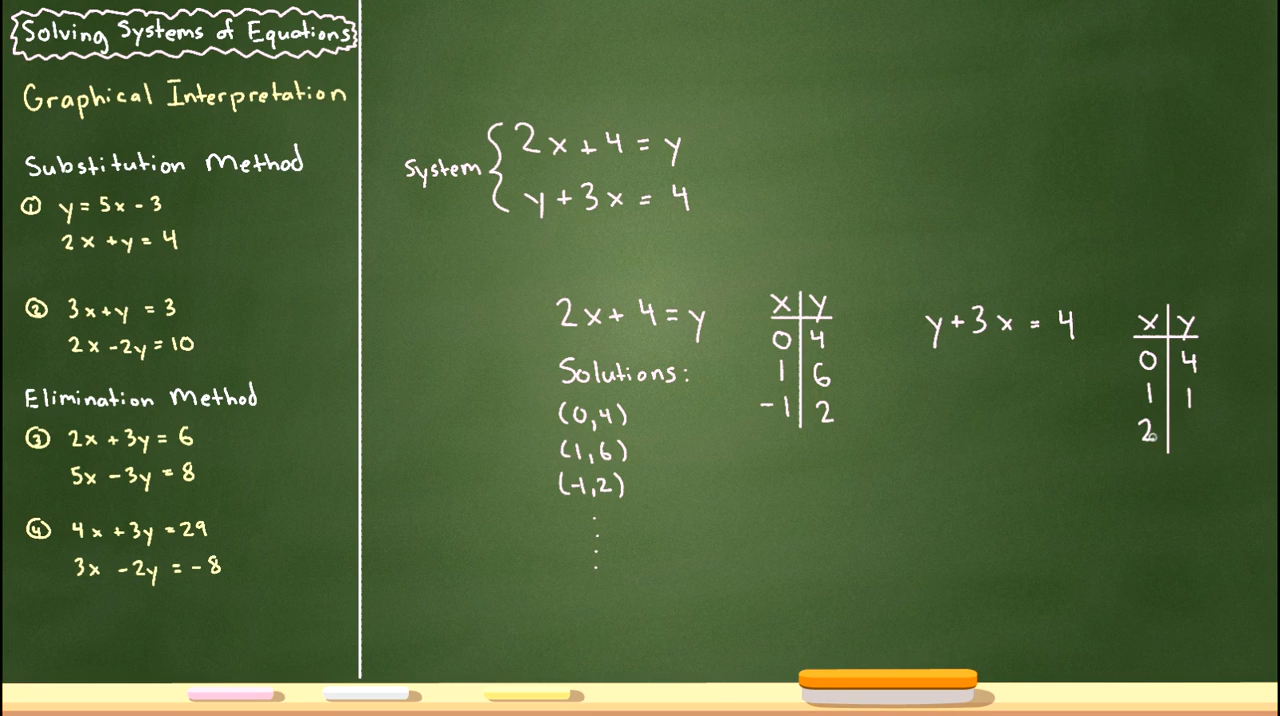 Solving Systems of Equations
Graphical Interpretation
Substitution Method
① y = 5x - 3
2x + y = 4
② 3x + y = 3
2x - 2y = 10
Elimination Method
③ 2x + 3y = 6
5x - 3y = 8
④ 4x + 3y = 29
3x - 2y = -8
System { 2x + 4 = y
y + 3x = 4
2x + 4 = y
Solutions:
(0,4)
(1,6)
(-1,2)
x | y
0 | 4
1 | 6
-1 | 2
y + 3x = 4
x | y
0 | 4
1 | 1
2 |